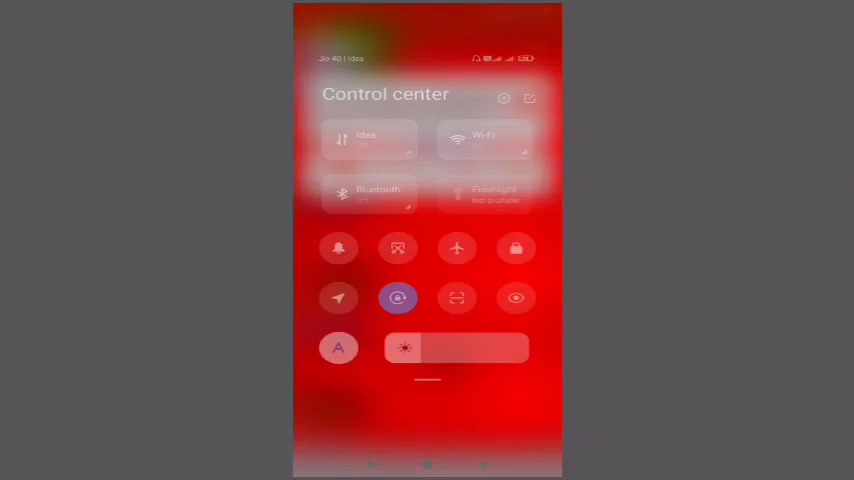 Jio 4G | Idea
Control center
Idea
Wi-Fi
Bluetooth
Flashlight
Not available
A